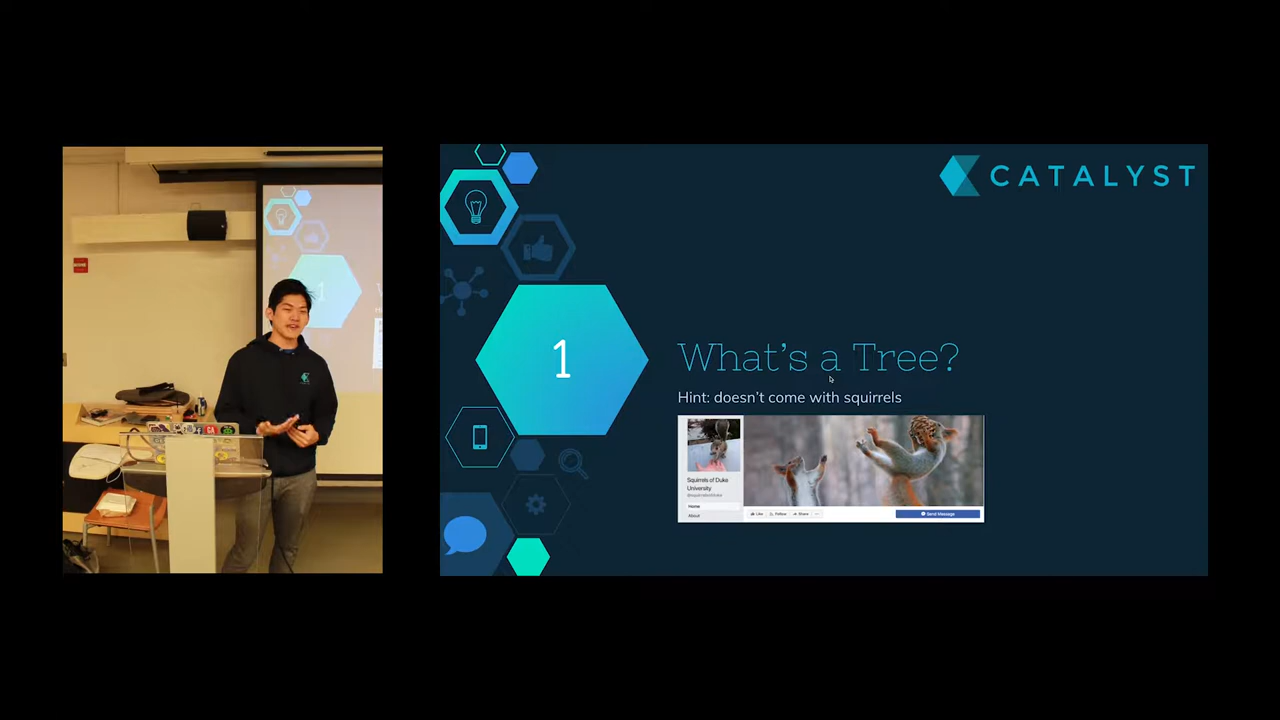 CATALYST
1
What's a Tree?
Hint: doesn't come with squirrels
Squirrels of Duke
University
Home
About
Like
Follow
Share
Send Message
CA